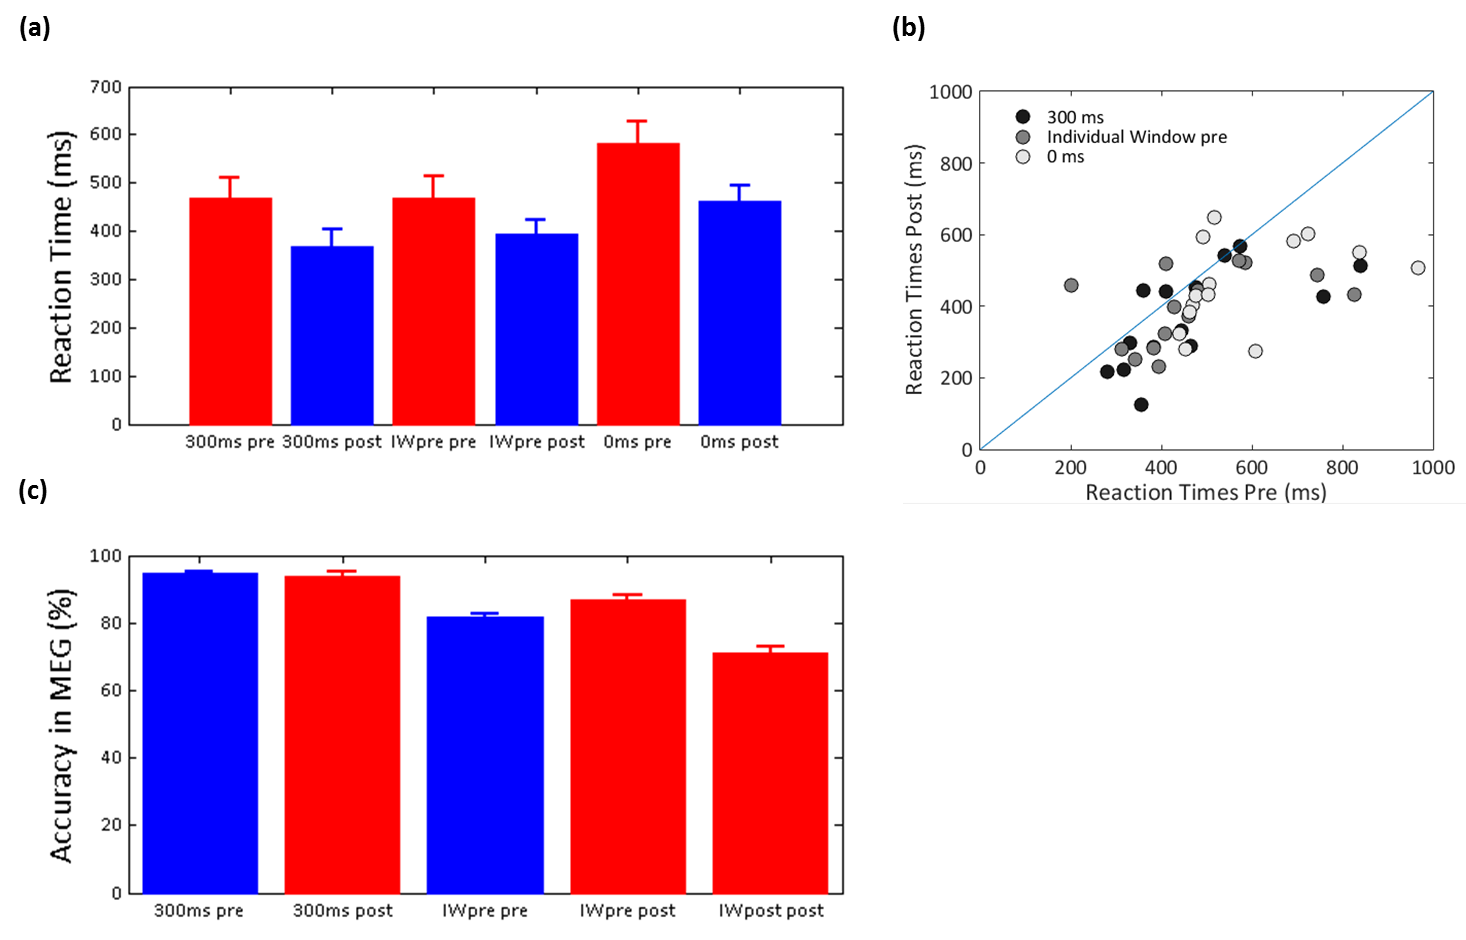 (a)
Reaction Time (ms)
700
600
500
400
300
200
100
0
300ms pre 300ms post IWpre pre IWpre post 0ms pre 0ms post
(b)
Reaction Times Post (ms)
1000
800
600
400
200
0
300 ms
Individual Window pre
0 ms
0 200 400 600 800 1000
Reaction Times Pre (ms)
(c)
Accuracy in MEG (%)
100
80
60
40
20
0
300ms pre 300ms post IWpre pre IWpre post IWpost post